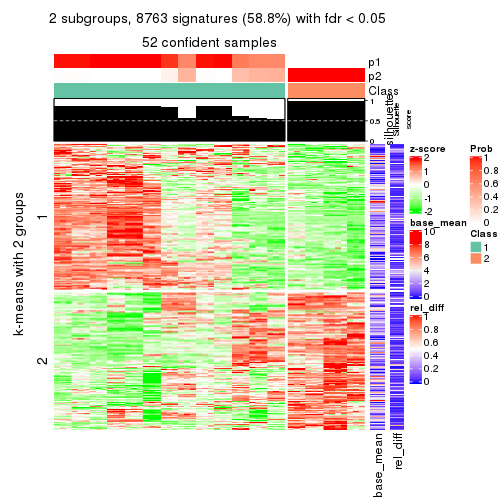 2 subgroups, 8763 signatures (58.8%) with fdr < 0.05
52 confident samples
p1
p2
Class
1
0.5
0
silhouette
Silhouette
score
k-means with 2 groups
1
2
base_mean
rel_diff
z-score
2
1
0
-1
-2
base_mean
10
8
6
4
2
0
rel_diff
1
0.8
0.6
0.4
0.2
0
Prob
1
0.8
0.6
0.4
0.2
0
Class
1
2